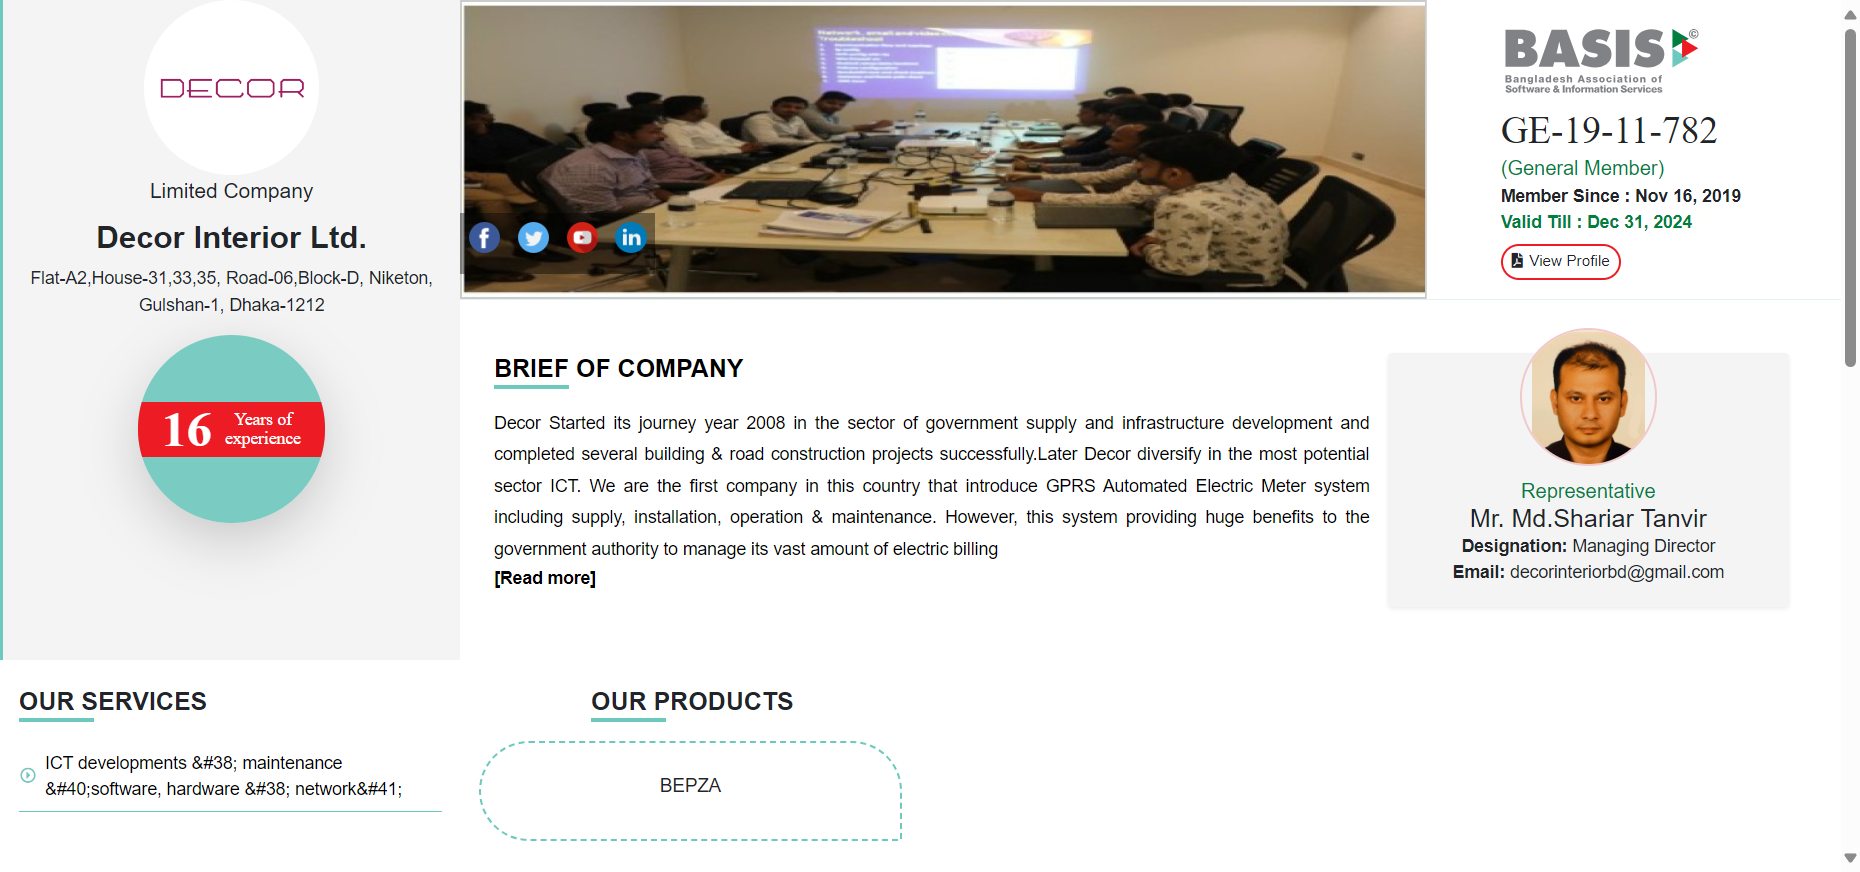 DECOR
Limited Company
Decor Interior Ltd.
Flat-A2,House-31,33,35, Road-06,Block-D, Niketon,
Gulshan-1, Dhaka-1212
16 Years of
experience
BASIS©
Bangladesh Association of
Software & Information Services
GE-19-11-782
(General Member)
Member Since : Nov 16, 2019
Valid Till : Dec 31, 2024
View Profile
BRIEF OF COMPANY
Decor Started its journey year 2008 in the sector of government supply and infrastructure development and
completed several building & road construction projects successfully.Later Decor diversify in the most potential
sector ICT. We are the first company in this country that introduce GPRS Automated Electric Meter system
including supply, installation, operation & maintenance. However, this system providing huge benefits to the
government authority to manage its vast amount of electric billing
[Read more]
Representative
Mr. Md.Shariar Tanvir
Designation: Managing Director
Email: decorinteriorbd@gmail.com
OUR SERVICES
ICT developments &#38; maintenance
&#40;software, hardware &#38; network&#41;
OUR PRODUCTS
BEPZA